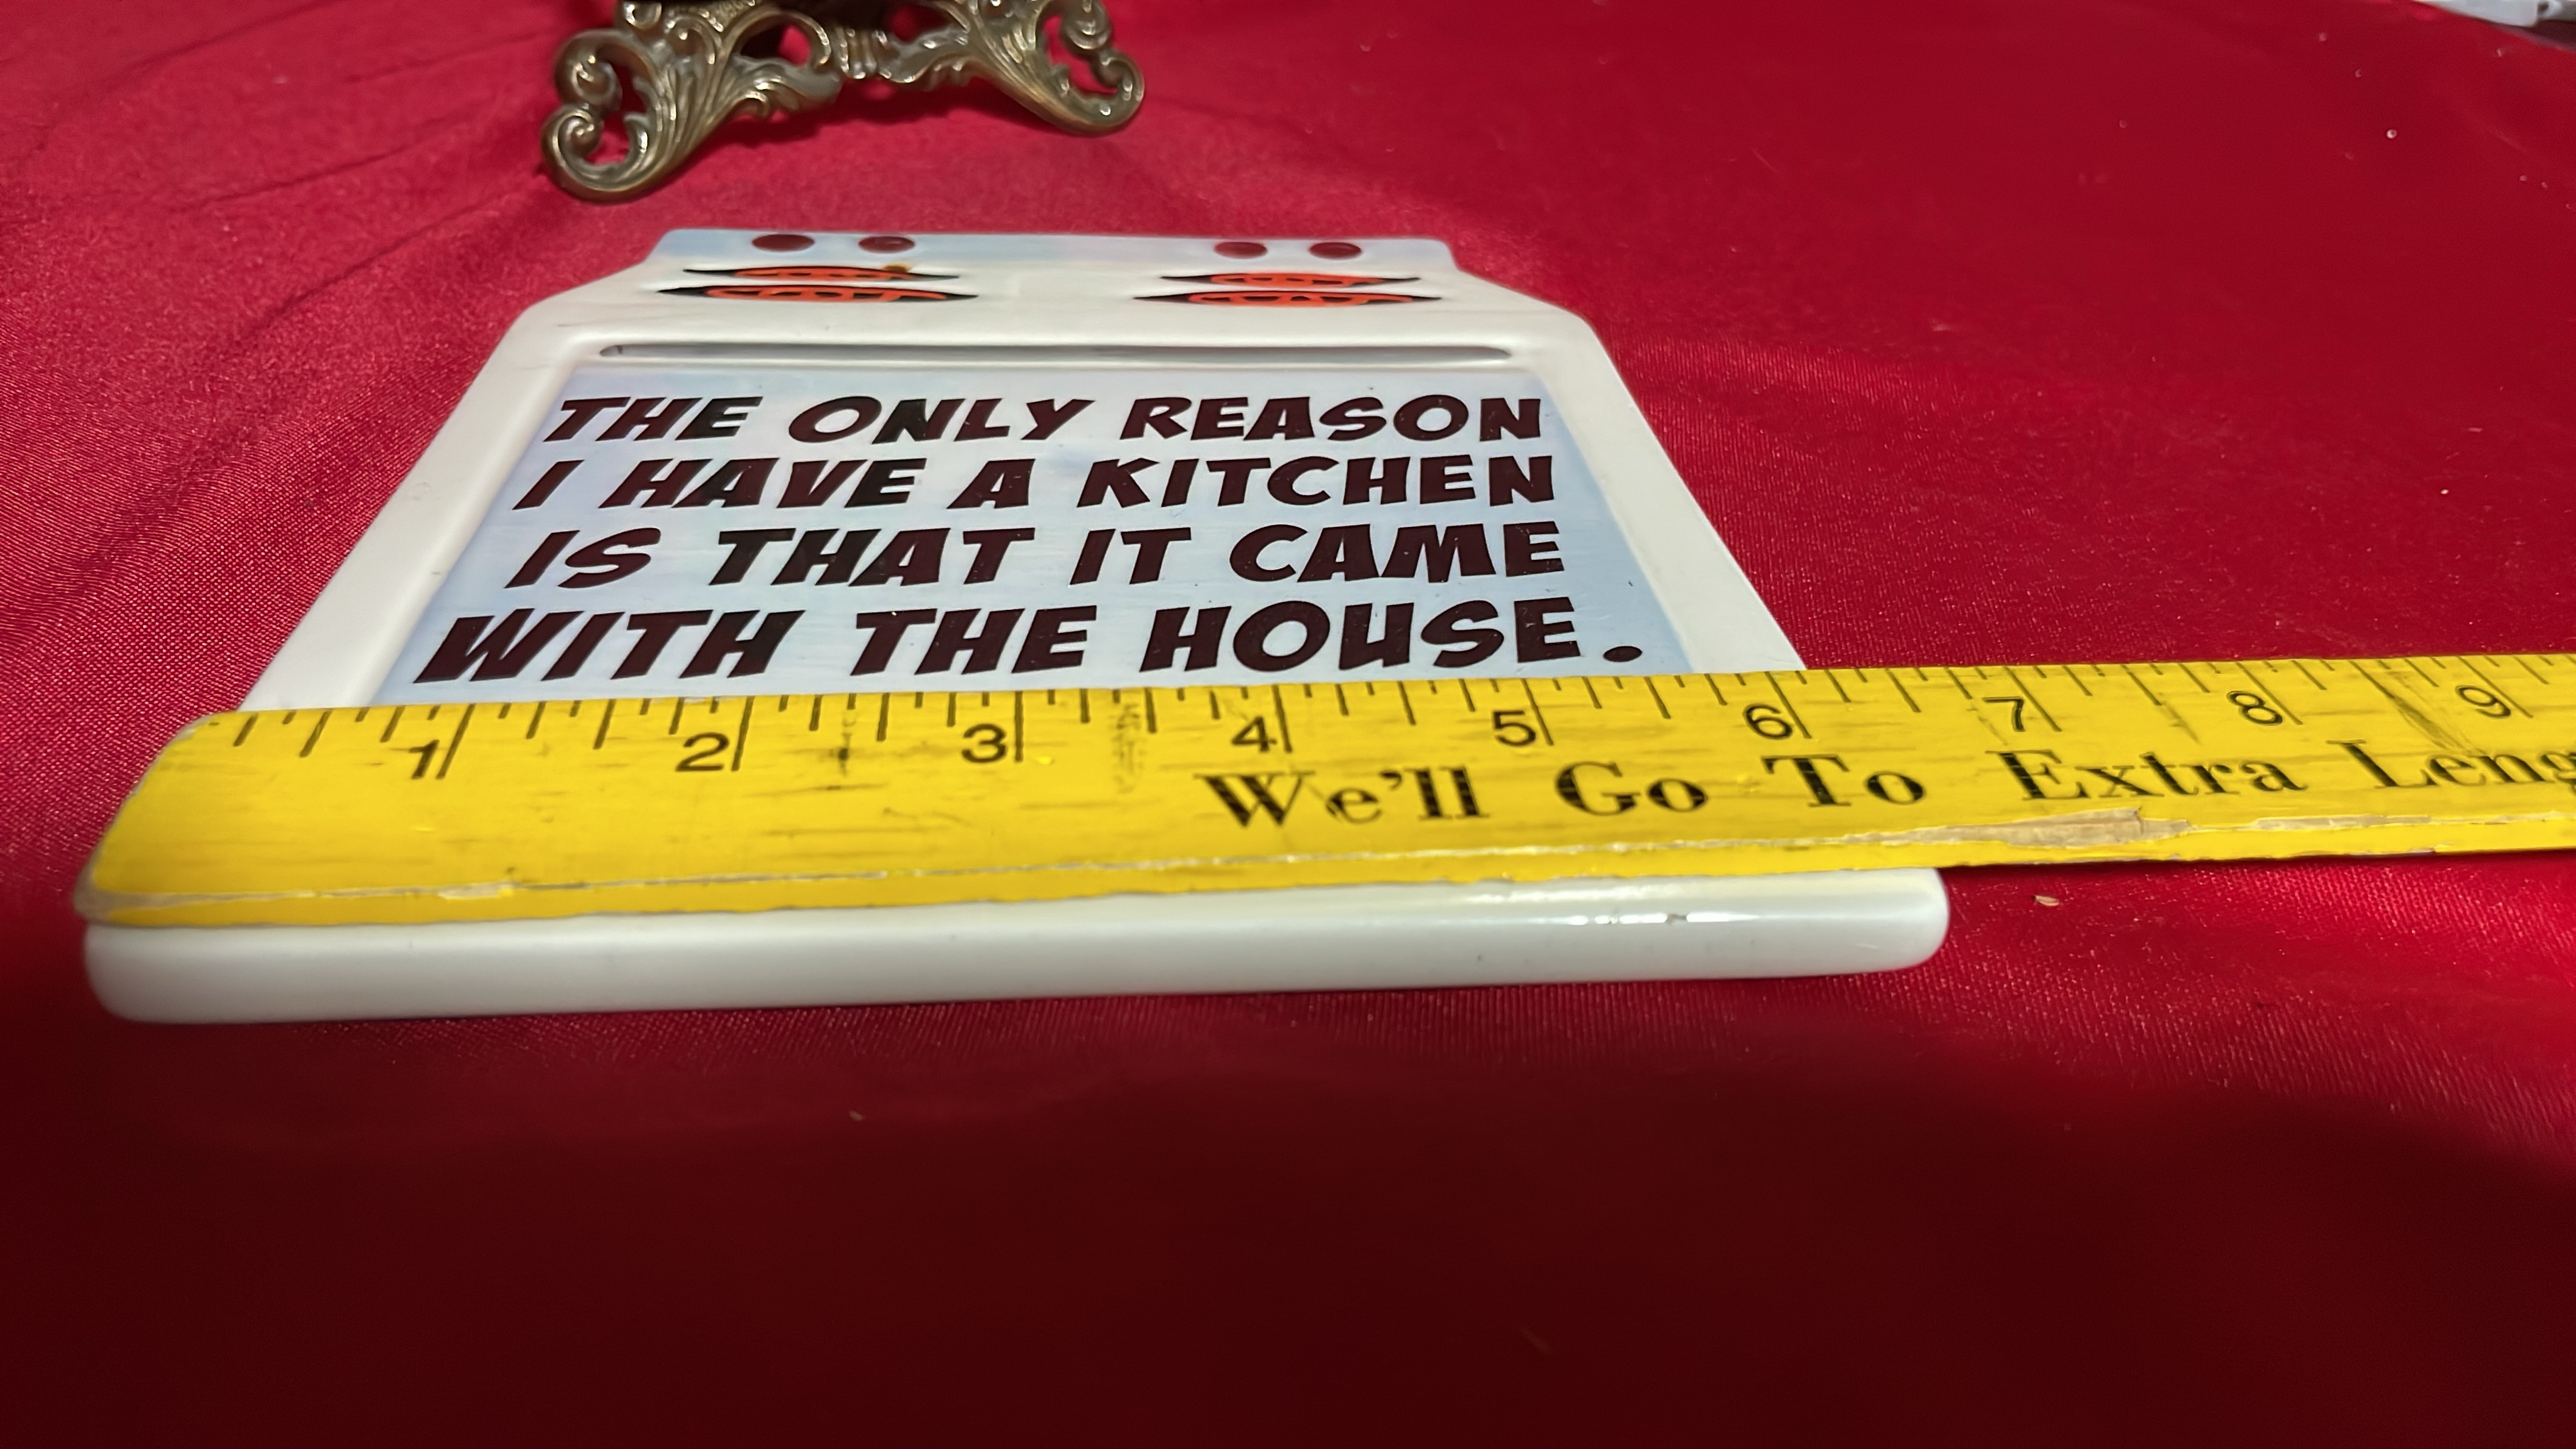 THE ONLY REASON
I HAVE A KITCHEN
IS THAT IT CAME
WITH THE HOUSE.
1 2 3 4 5 6 7 8 9
We'll Go To Extra Leng